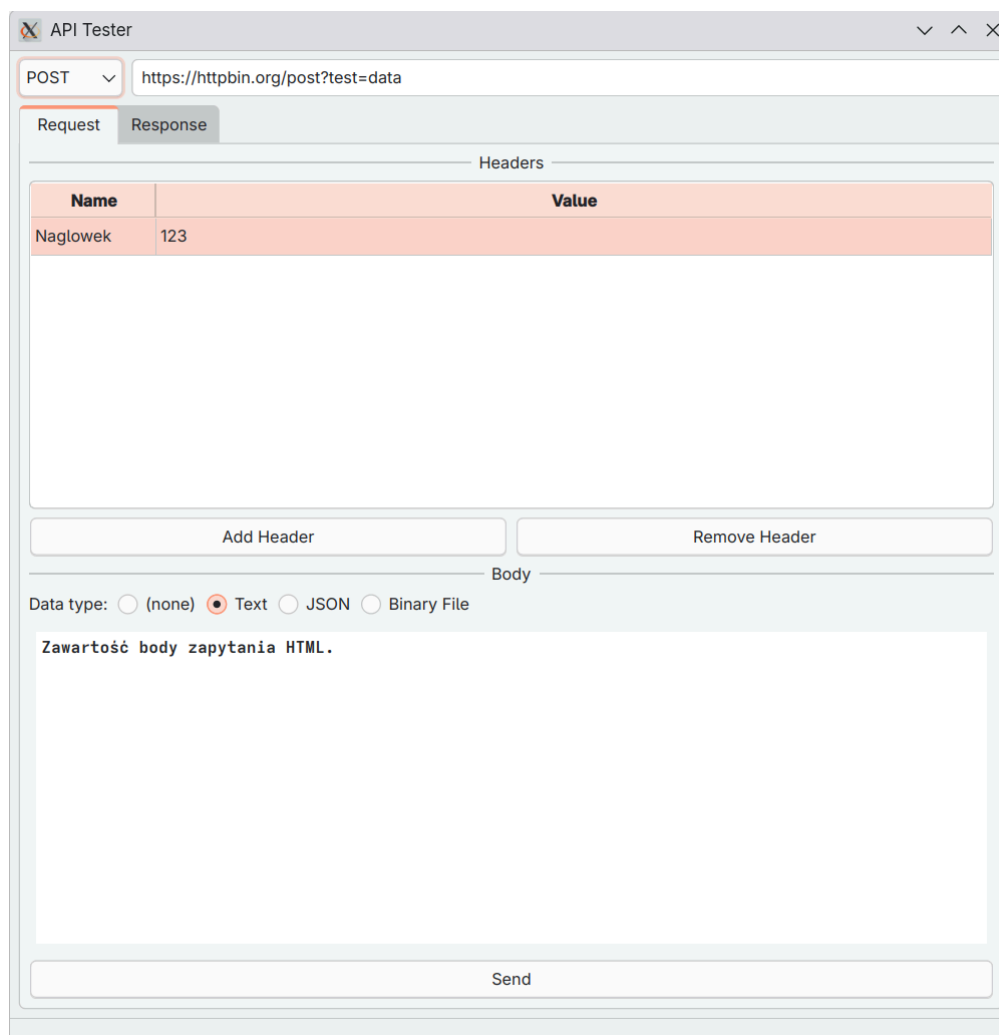 API Tester
POST https://httpbin.org/post?test=data
Request Response
Headers
Name Value
Naglowek 123
Add Header Remove Header
Body
Data type: (none) Text JSON Binary File
Zawartość body zapytania HTML.
Send